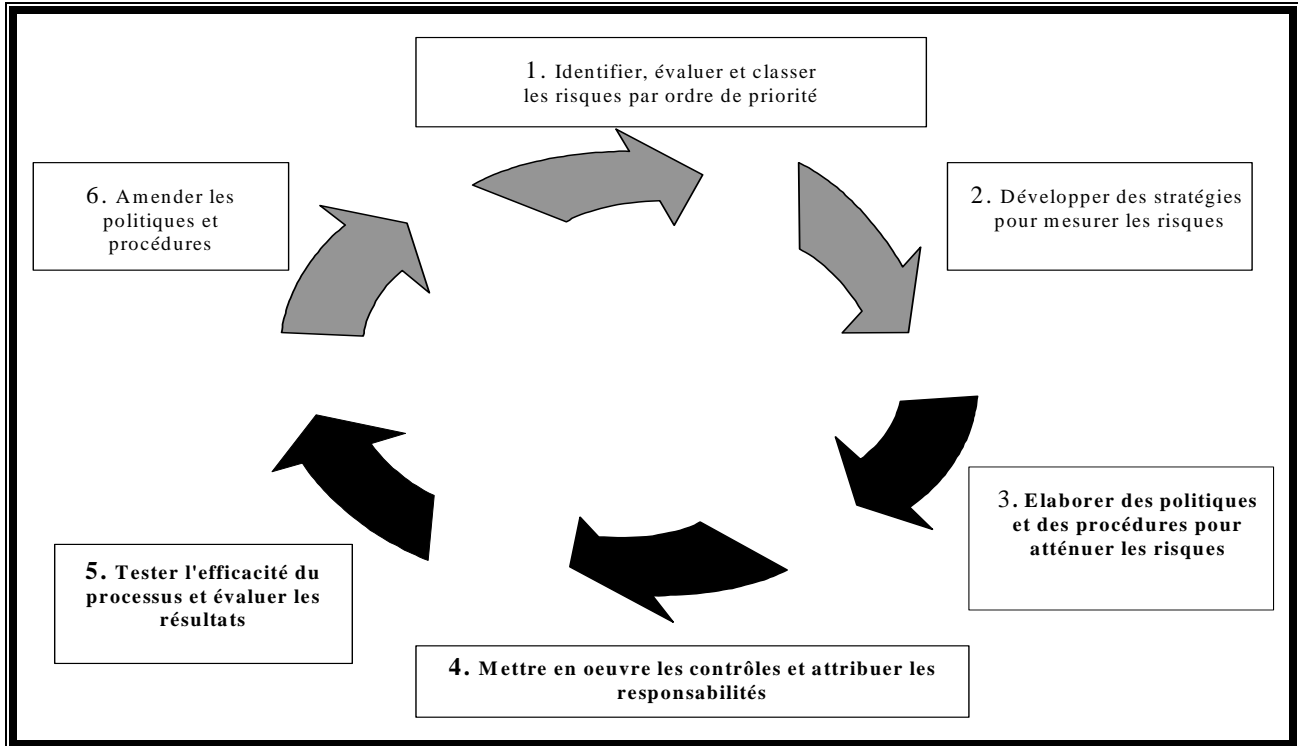 1. Identifier, évaluer et classer
les risques par ordre de priorité
2. Développer des stratégies
pour mesurer les risques
3. Elaborer des politiques
et des procédures pour
atténuer les risques
4. Mettre en oeuvre les contrôles et attribuer les
responsabilités
5. Tester l'efficacité du
processus et évaluer les
résultats
6. Amender les
politiques et
procédures